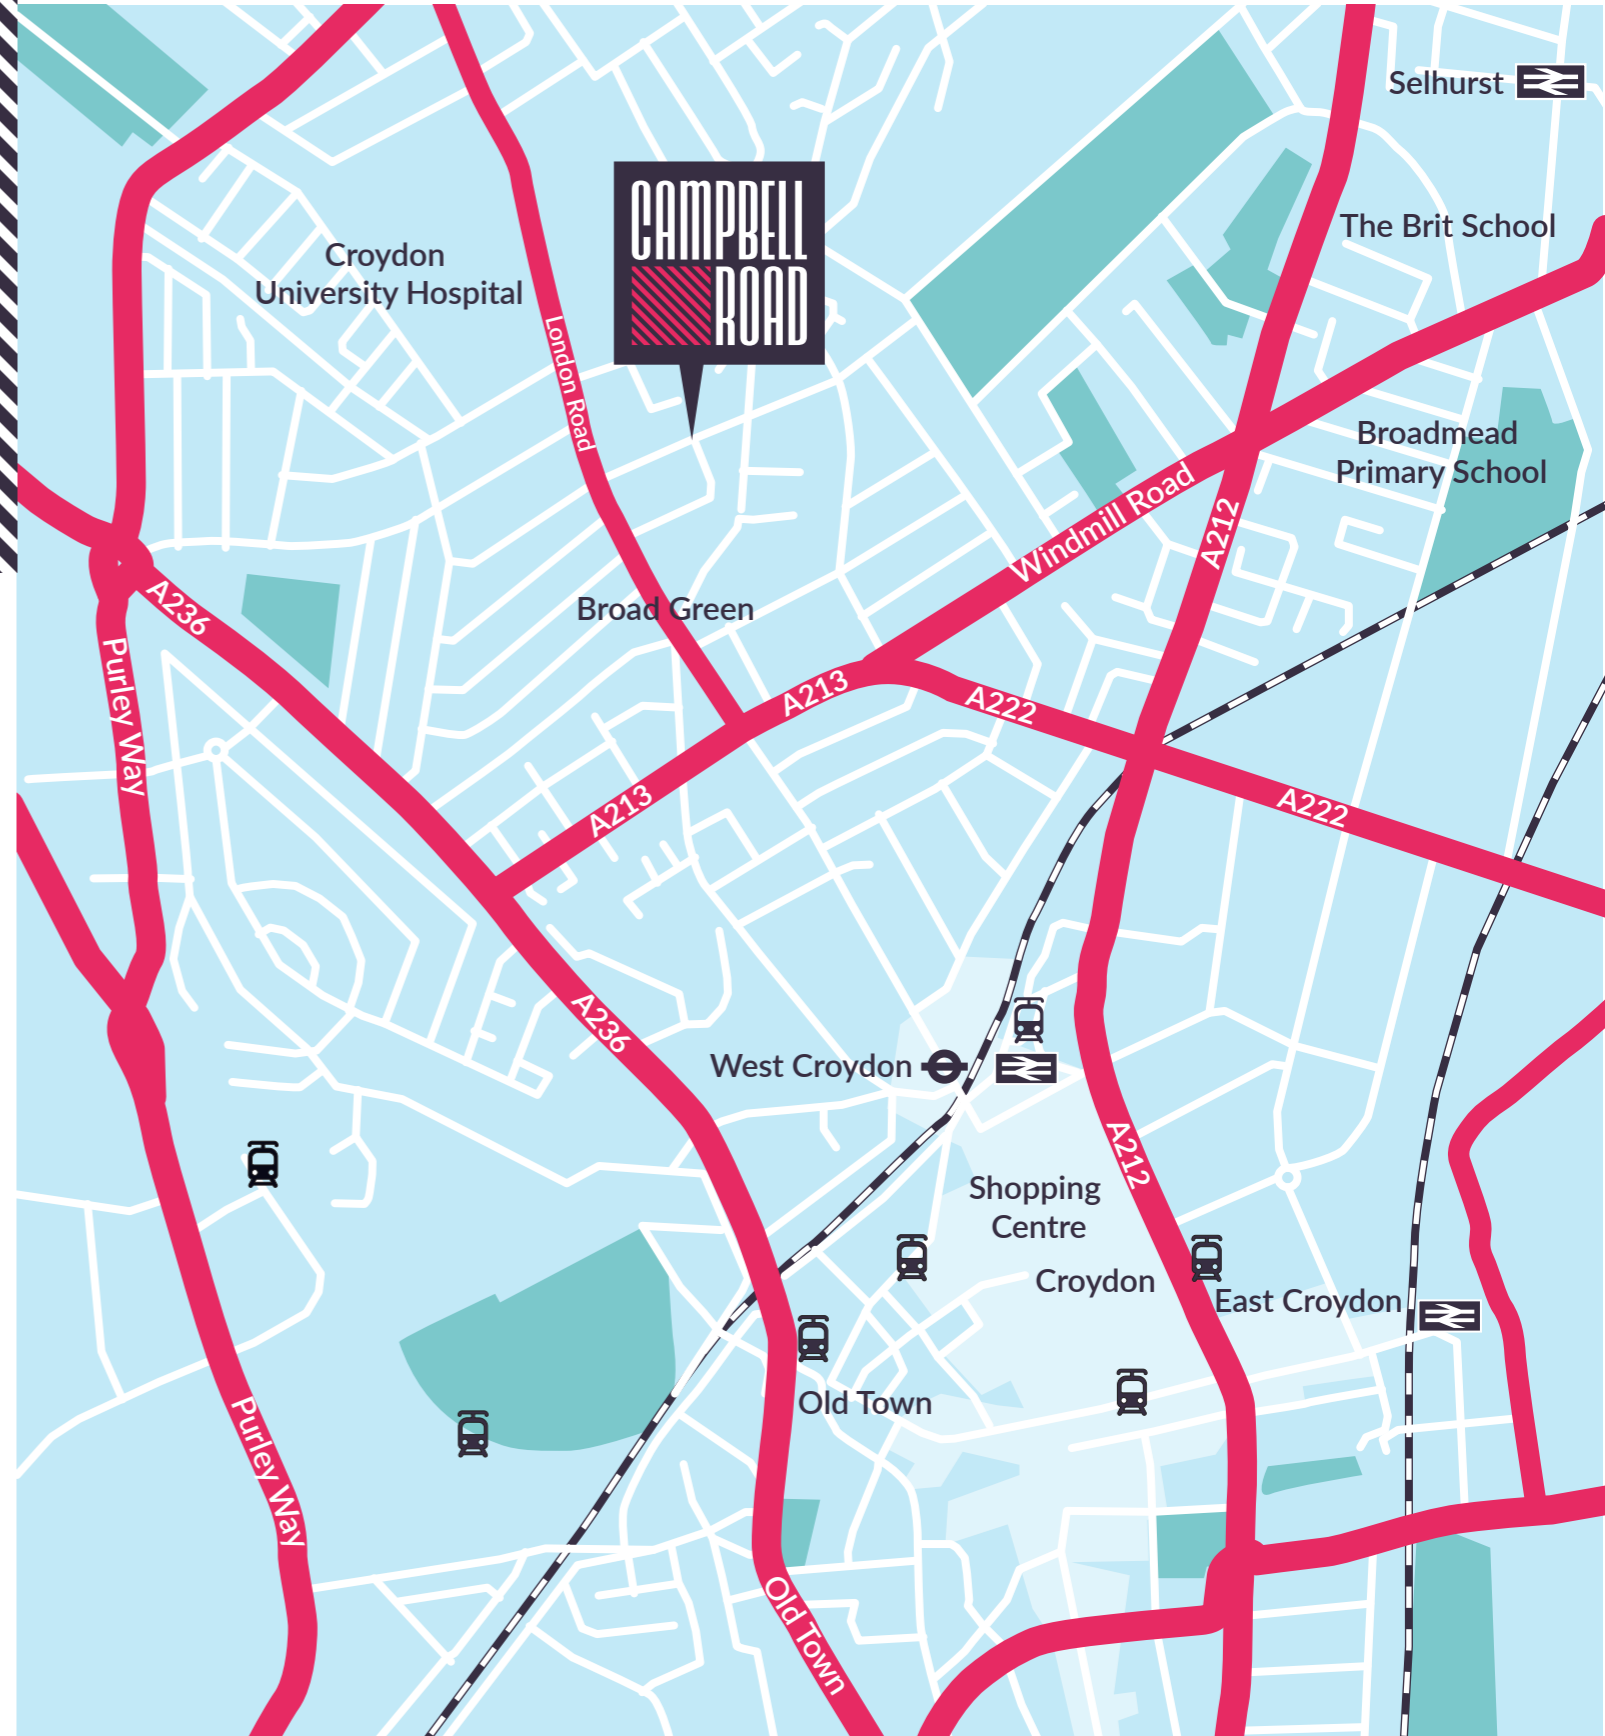 Selhurst
CAMPBELL
ROAD
The Brit School
Croydon
University Hospital
London Road
Broadmead
Primary School
Windmill Road
A212
A236
Broad Green
Purley Way
A213
A222
A213
A222
A236
West Croydon
A212
Shopping
Centre
Croydon
East Croydon
Old Town
Purley Way
Old Town